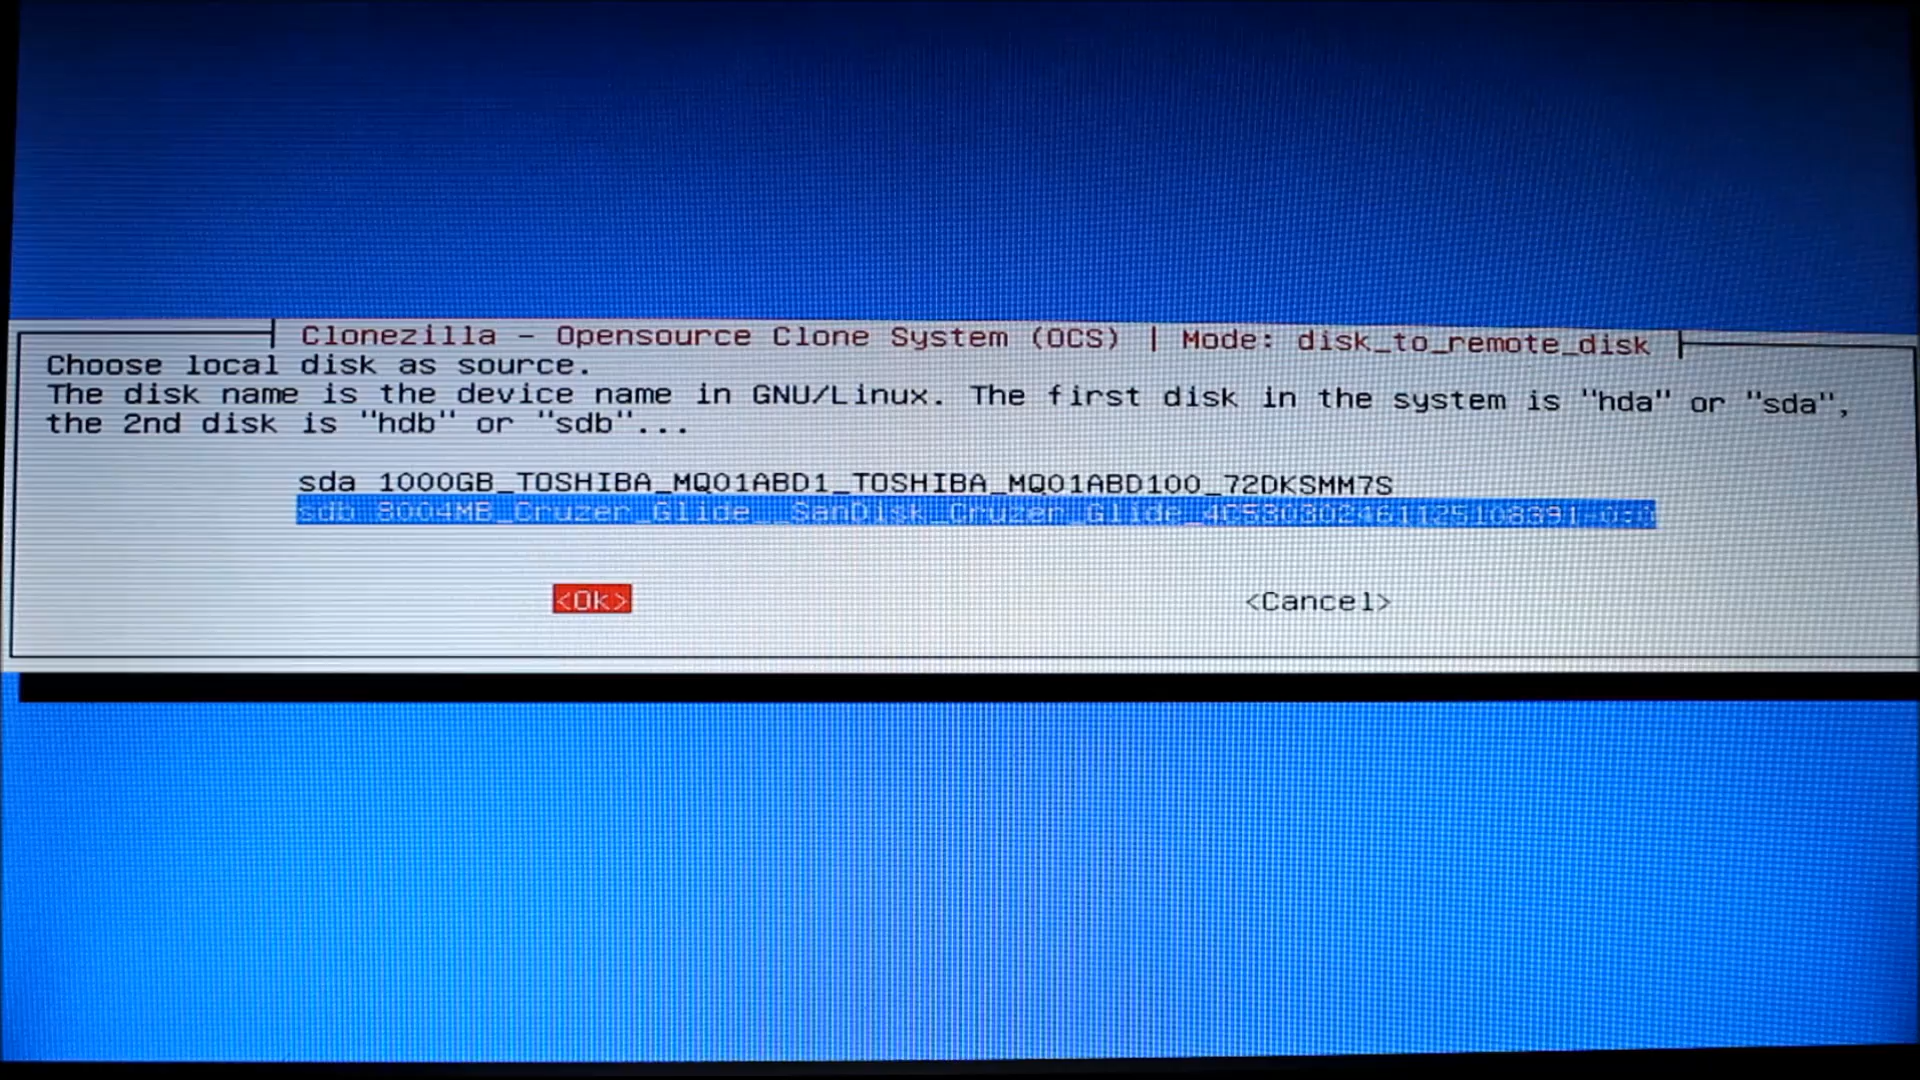 Clonezilla - Opensource Clone System (OCS) | Mode: disk_to_remote_disk
Choose local disk as source.
The disk name is the device name in GNU/Linux. The first disk in the system is "hda" or "sda",
the 2nd disk is "hdb" or "sdb"...
sda 1000GB_TOSHIBA_MQ01ABD1_TOSHIBA_MQ01ABD100_72DKSMM7S
sdb 8004MB_Cruzer_Glide__SanDisk_Cruzer_Glide_
<Ok>
<Cancel>